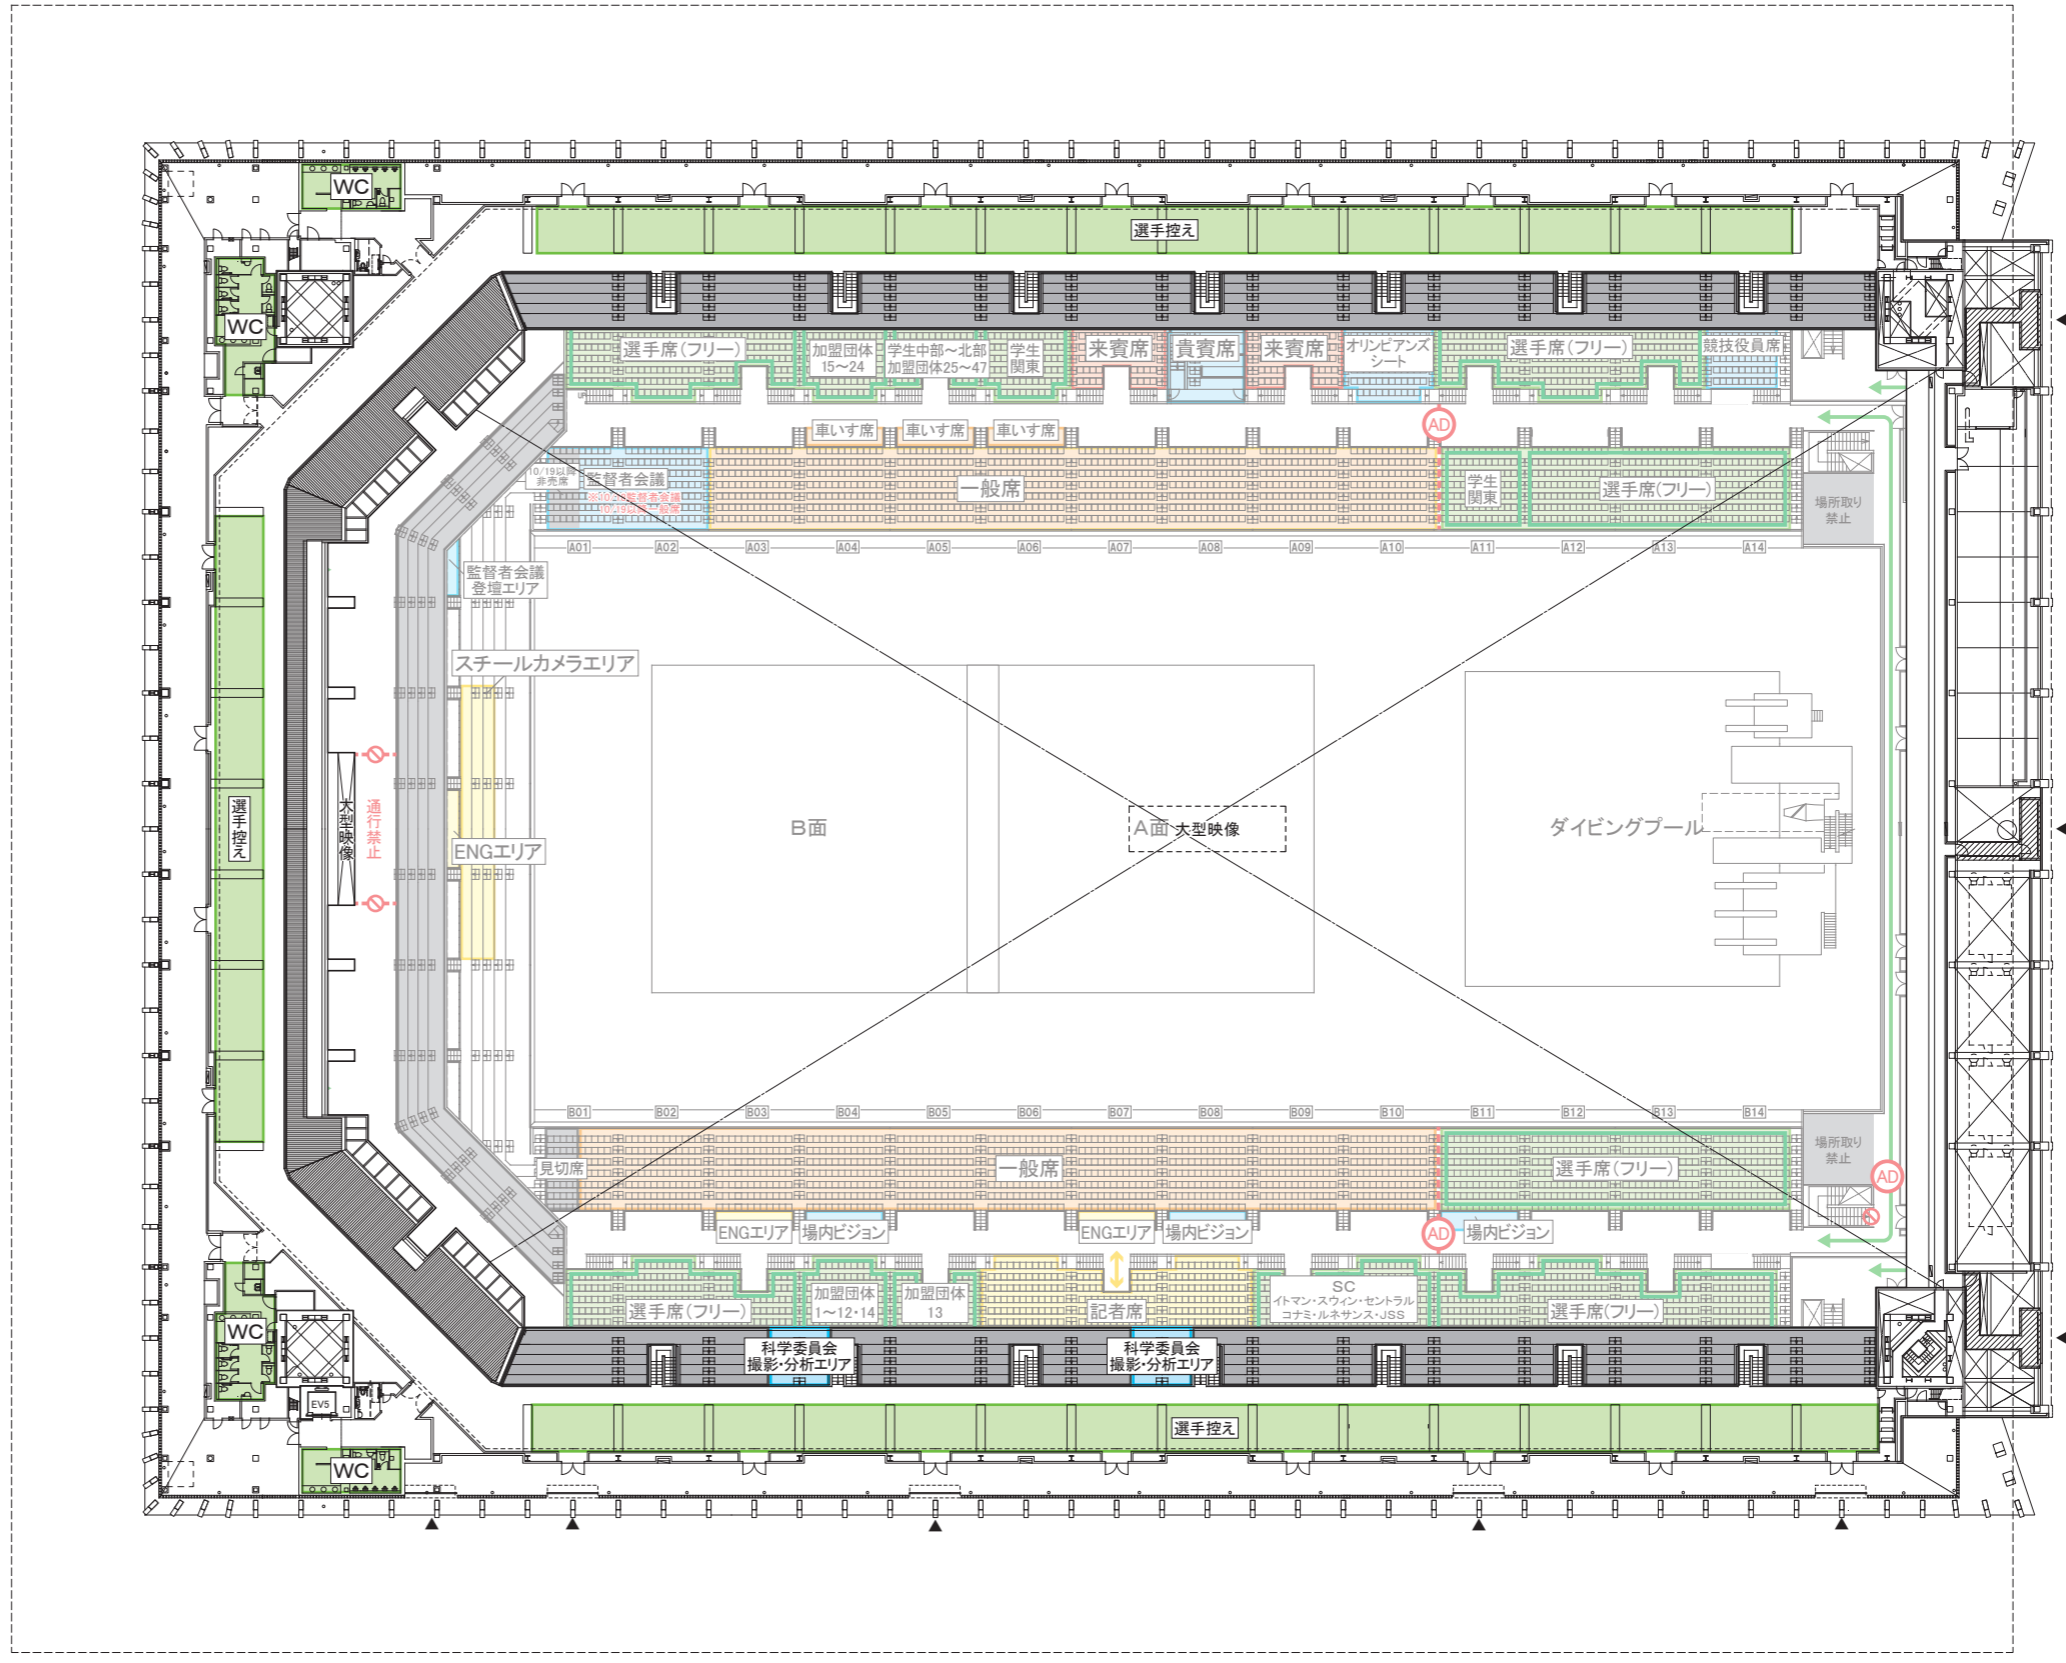 WC
選手控え
WC
選手席(フリー)
加盟団体
15~24
学生中部~北部
加盟団体25~47
学生
関東
来賓席
貴賓席
来賓席
オリンピアンズ
シート
選手席(フリー)
競技役員席
UP
車いす席
車いす席
車いす席
AD
10/19以降
非売席
監督者会議
一般席
学生
関東
選手席(フリー)
場所取り
禁止
A01
A02
A03
A04
A05
A06
A07
A08
A09
A10
A11
A12
A13
A14
監督者会議
登壇エリア
スチールカメラエリア
選手控え
大型映像
通行禁止
ENGエリア
B面
A面
大型映像
ダイビングプール
B01
B02
B03
B04
B05
B06
B07
B08
B09
B10
B11
B12
B13
B14
見切席
一般席
選手席(フリー)
場所取り
禁止
AD
ENGエリア
場内ビジョン
ENGエリア
場内ビジョン
AD
場内ビジョン
選手席(フリー)
加盟団体
1~12・14
加盟団体
13
記者席
SC
イトマン・スウィン・セントラル
コナミ・ルネサンス・JSS
選手席(フリー)
WC
科学委員会
撮影・分析エリア
科学委員会
撮影・分析エリア
EV5
選手控え
WC